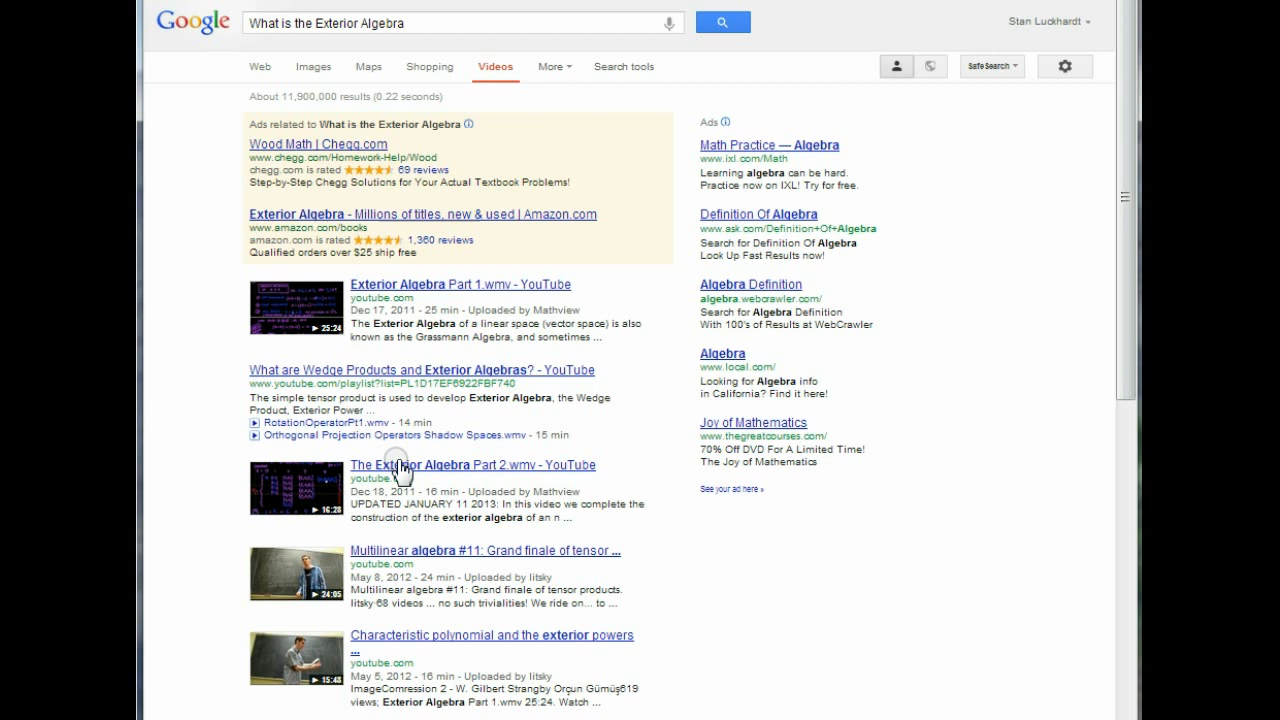 Google What is the Exterior Algebra Stan Luckhardt
Web Images Maps Shopping Videos More Search tools SafeSearch
About 11,900,000 results (0.22 seconds)
Ads related to What is the Exterior Algebra
Wood Math | Chegg.com
www.chegg.com/Homework-Help/Wood
chegg.com is rated 69 reviews
Step-by-Step Chegg Solutions for Your Actual Textbook Problems!
Exterior Algebra - Millions of titles, new & used | Amazon.com
www.amazon.com/books
amazon.com is rated 1,360 reviews
Qualified orders over $25 ship free
Exterior Algebra Part 1.wmv - YouTube
youtube.com
Dec 17, 2011 - 25 min - Uploaded by Mathview
25:24
The Exterior Algebra of a linear space (vector space) is also
known as the Grassmann Algebra, and sometimes ...
What are Wedge Products and Exterior Algebras? - YouTube
www.youtube.com/playlist?list=PL1D17EF6922FBF740
The simple tensor product is used to develop Exterior Algebra, the Wedge
Product, Exterior Power ...
RotationOperatorPt1.wmv - 14 min
Orthogonal Projection Operators Shadow Spaces.wmv - 15 min
The Exterior Algebra Part 2.wmv - YouTube
youtube.
Dec 18, 2011 - 16 min - Uploaded by Mathview
16:28
UPDATED JANUARY 11 2013: In this video we complete the
construction of the exterior algebra of an n ...
Multilinear algebra #11: Grand finale of tensor ...
youtube.com
May 8, 2012 - 24 min - Uploaded by litsky
Multilinear algebra #11: Grand finale of tensor products.
24:05
litsky·68 videos ... no such trivialities! We ride on... to ...
Characteristic polynomial and the exterior powers
...
youtube.com
May 5, 2012 - 16 min - Uploaded by litsky
15:48
ImageComression 2 - W. Gilbert Strangby Orçun Gümüş619
views; Exterior Algebra Part 1.wmv 25:24. Watch ...
Ads
Math Practice — Algebra
www.ixl.com/Math
Learning algebra can be hard.
Practice now on IXL! Try for free.
Definition Of Algebra
www.ask.com/Definition+Of+Algebra
Search for Definition Of Algebra
Look Up Fast Results now!
Algebra Definition
algebra.webcrawler.com/
Search for Algebra Definition
With 100's of Results at WebCrawler
Algebra
www.local.com/
Looking for Algebra info
in California? Find it here!
Joy of Mathematics
www.thegreatcourses.com/
70% Off DVD For A Limited Time!
The Joy of Mathematics
See your ad here »